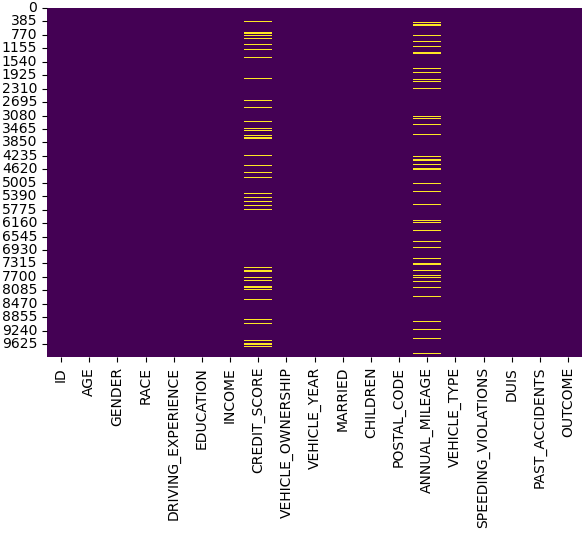 0
385
770
1155
1540
1925
2310
2695
3080
3465
3850
4235
4620
5005
5390
5775
6160
6545
6930
7315
7700
8085
8470
8855
9240
9625
ID
AGE
GENDER
RACE
DRIVING_EXPERIENCE
EDUCATION
INCOME
CREDIT_SCORE
VEHICLE_OWNERSHIP
VEHICLE_YEAR
MARRIED
CHILDREN
POSTAL_CODE
ANNUAL_MILEAGE
VEHICLE_TYPE
SPEEDING_VIOLATIONS
DUIS
PAST_ACCIDENTS
OUTCOME